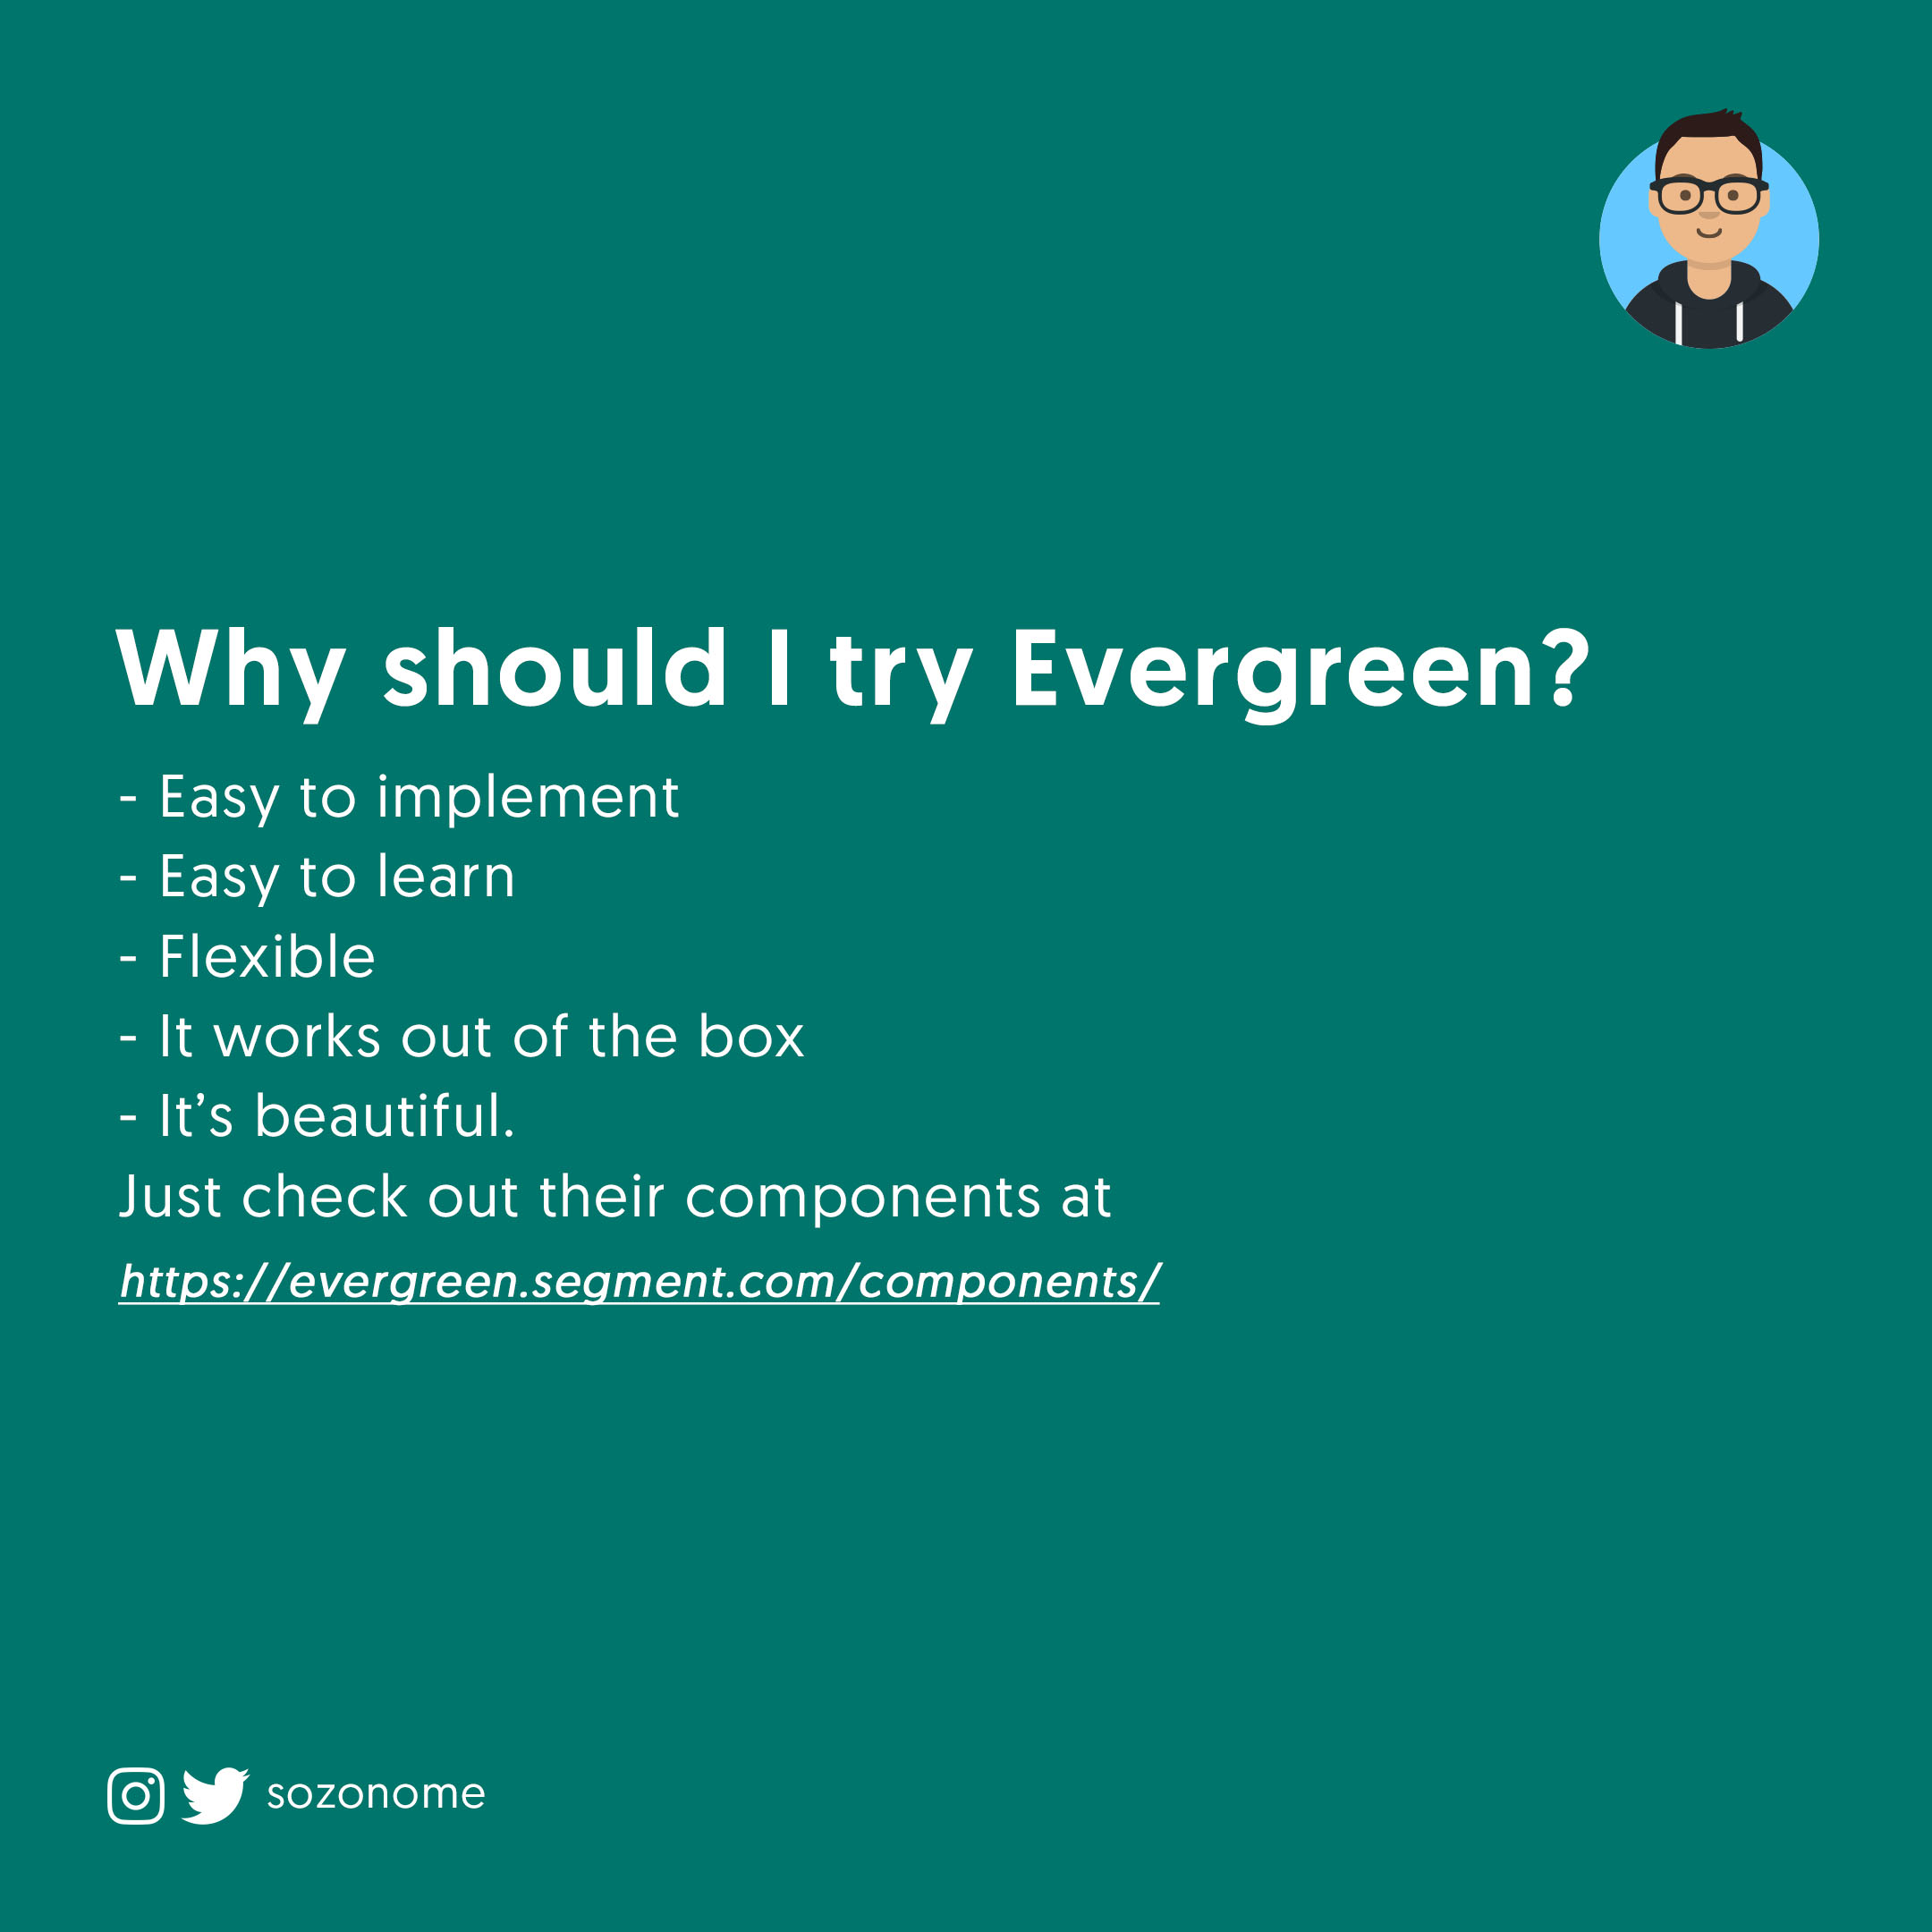 Why should I try Evergreen?
- Easy to implement
- Easy to learn
- Flexible
- It works out of the box
- It’s beautiful.
Just check out their components at
https://evergreen.segment.com/components/
sozonome